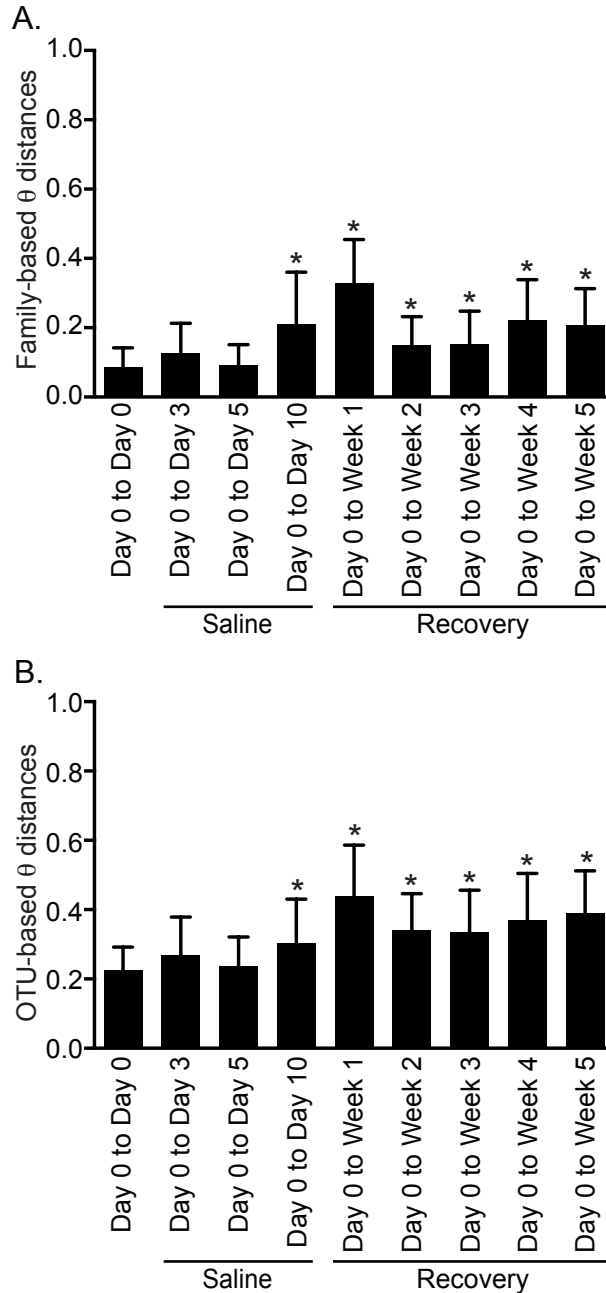 A.
Family-based θ distances
1.0
0.8
0.6
0.4
0.2
0.0
* * * * * *
Day 0 to Day 0
Day 0 to Day 3
Day 0 to Day 5
Day 0 to Day 10
Day 0 to Week 1
Day 0 to Week 2
Day 0 to Week 3
Day 0 to Week 4
Day 0 to Week 5
Saline
Recovery
B.
OTU-based θ distances
1.0
0.8
0.6
0.4
0.2
0.0
* * * * * *
Day 0 to Day 0
Day 0 to Day 3
Day 0 to Day 5
Day 0 to Day 10
Day 0 to Week 1
Day 0 to Week 2
Day 0 to Week 3
Day 0 to Week 4
Day 0 to Week 5
Saline
Recovery